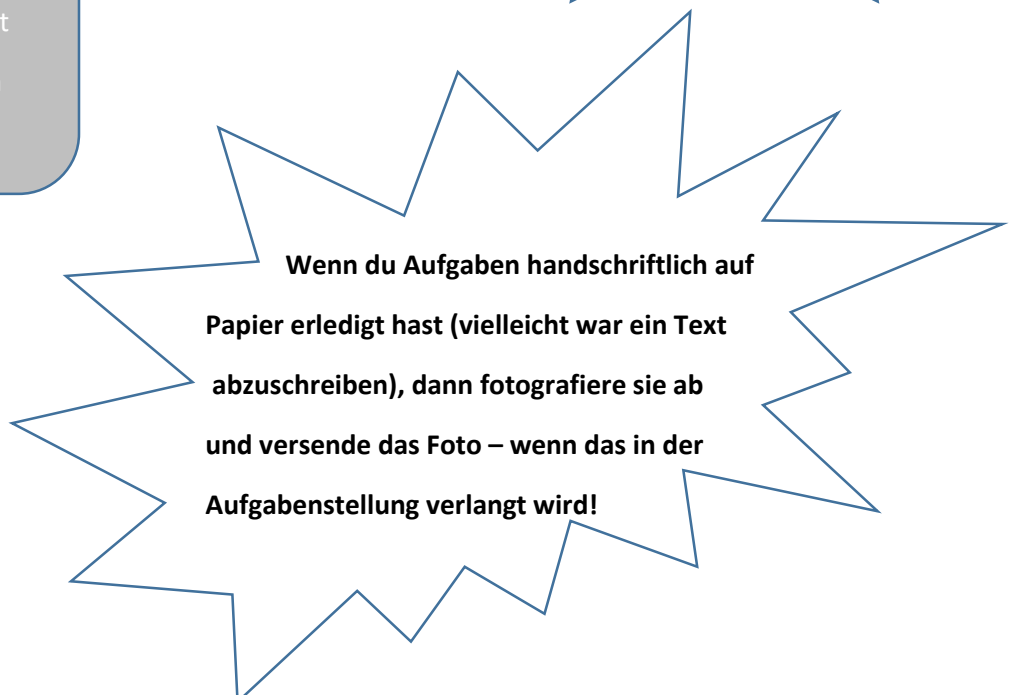 t
Wenn du Aufgaben handschriftlich auf
Papier erledigt hast (vielleicht war ein Text
abzuschreiben), dann fotografiere sie ab
und versende das Foto – wenn das in der
Aufgabenstellung verlangt wird!